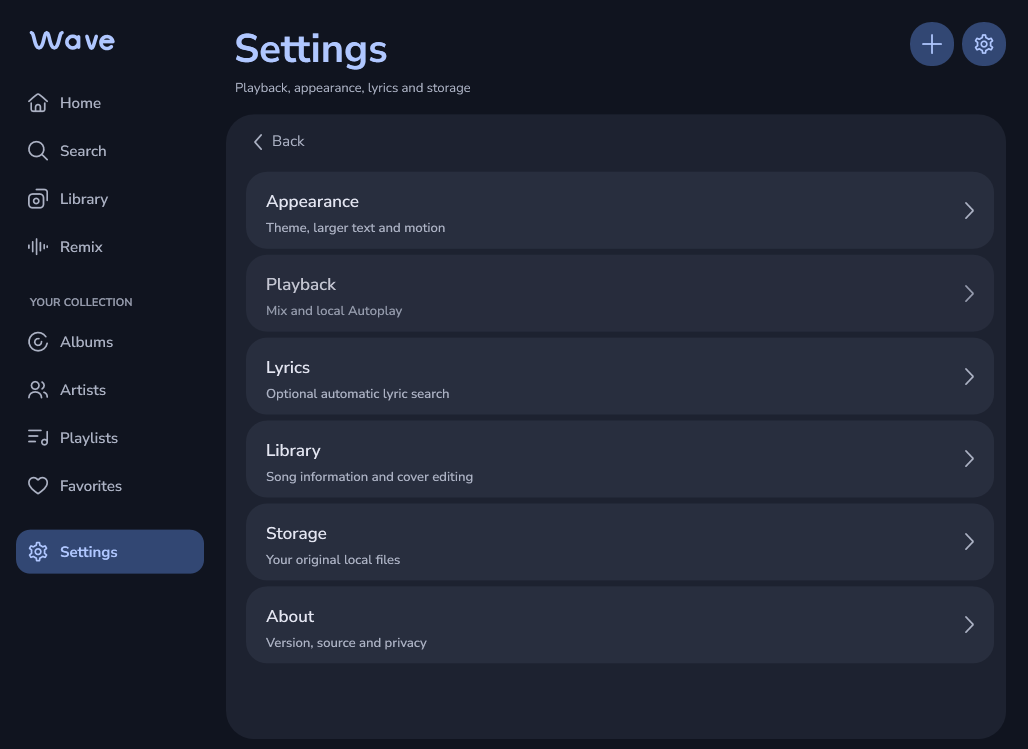 Wave
Home
Search
Library
Remix
YOUR COLLECTION
Albums
Artists
Playlists
Favorites
Settings
Settings
Playback, appearance, lyrics and storage
Back
Appearance
Theme, larger text and motion
Playback
Mix and local Autoplay
Lyrics
Optional automatic lyric search
Library
Song information and cover editing
Storage
Your original local files
About
Version, source and privacy